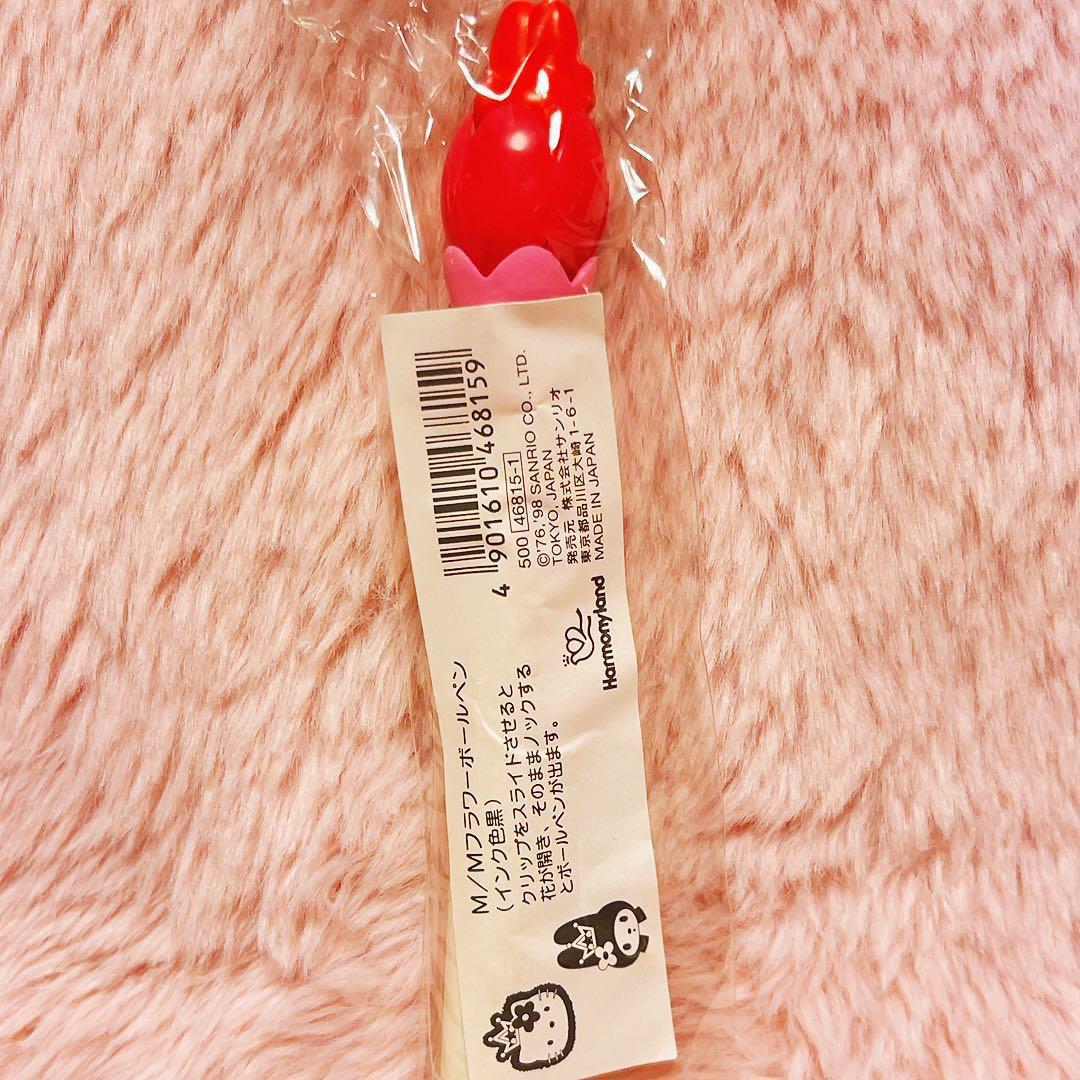 M/Mフラワーボールペン
(インク色黒)
クリップをスライドさせると
花が開き、そのままノックする
とボールペンが出ます。
Harmonyland
4 901610 468159
500 46815-1
©'76,'98 SANRIO CO., LTD.
TOKYO, JAPAN
発売元 株式会社サンリオ
東京都品川区大崎 1-6-1
MADE IN JAPAN